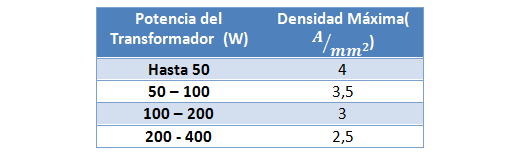 Potencia del Densidad Máxima(
Transformador (W) A/mm²)
Hasta 50 4
50 – 100 3,5
100 – 200 3
200 - 400 2,5